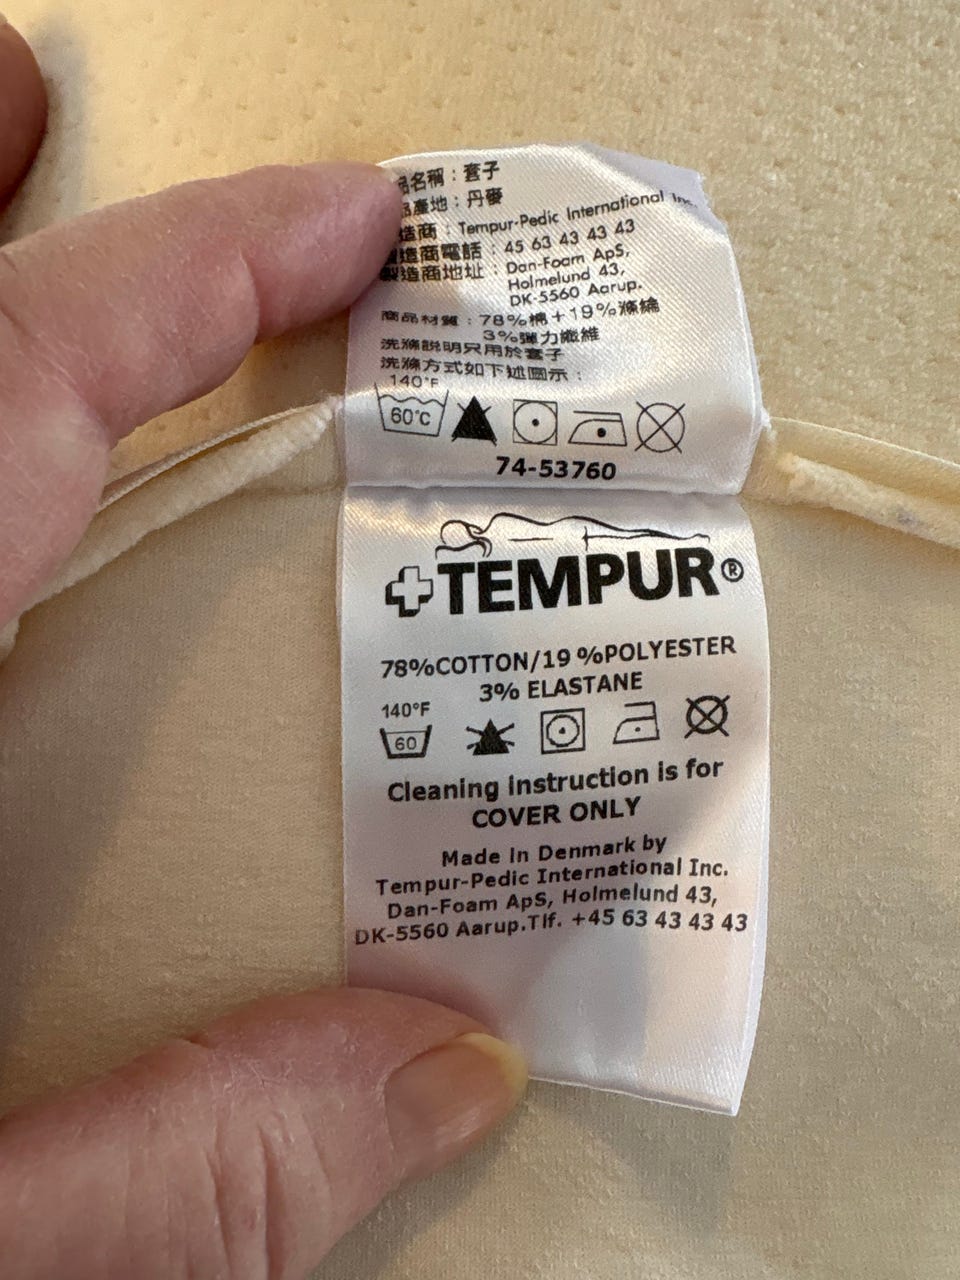 名稱：套子
產地：丹麥
造商：Tempur-Pedic International Inc.
製造商電話：45 63 43 43 43
製造商地址：Dan-Foam ApS,
Holmelund 43,
DK-5560 Aarup.
商品材質：78%棉+19%滌綸
3%彈力纖維
洗滌説明只用於套子
洗滌方式如下述圖示：
140°F
60°C
74-53760
TEMPUR®
78%COTTON/19 %POLYESTER
3% ELASTANE
140°F
60
Cleaning instruction is for
COVER ONLY
Made in Denmark by
Tempur-Pedic International Inc.
Dan-Foam ApS, Holmelund 43,
DK-5560 Aarup.Tlf. +45 63 43 43 43